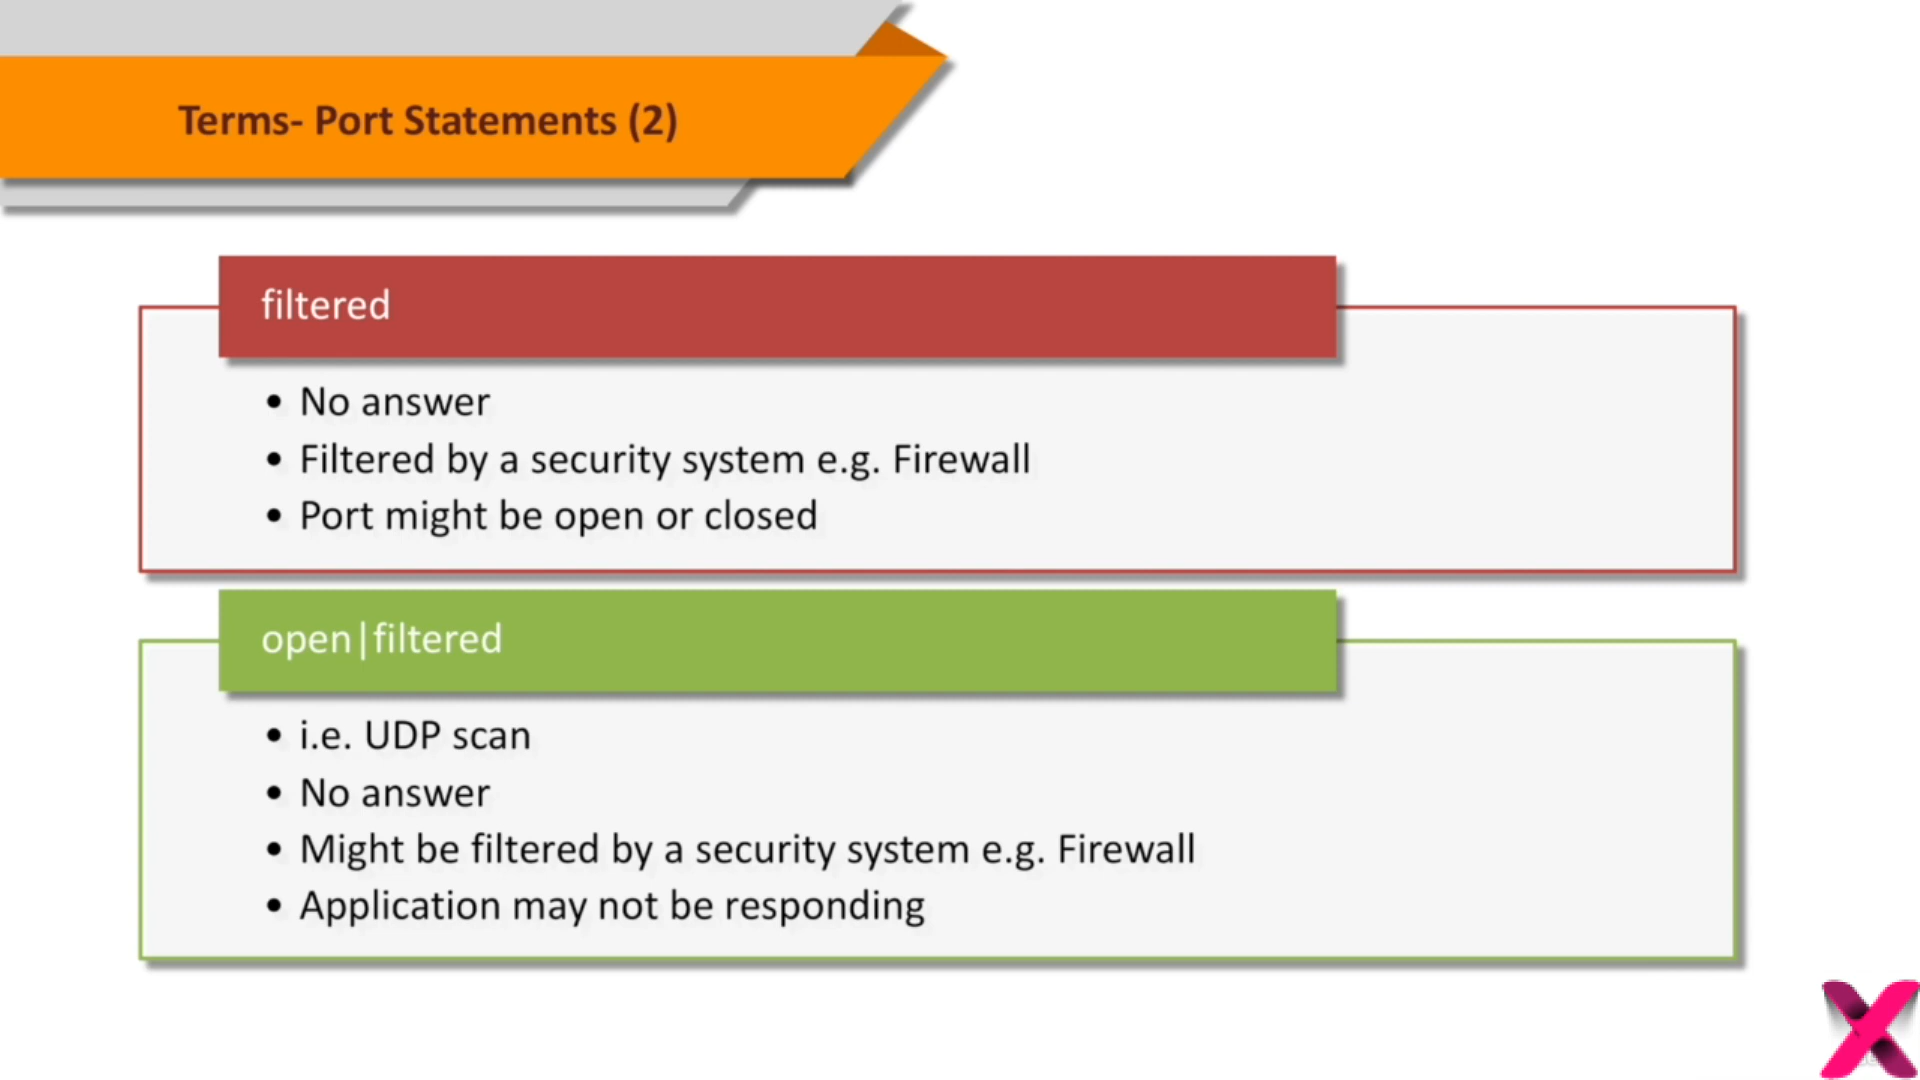 Terms- Port Statements (2)
filtered
• No answer
• Filtered by a security system e.g. Firewall
• Port might be open or closed
open|filtered
• i.e. UDP scan
• No answer
• Might be filtered by a security system e.g. Firewall
• Application may not be responding